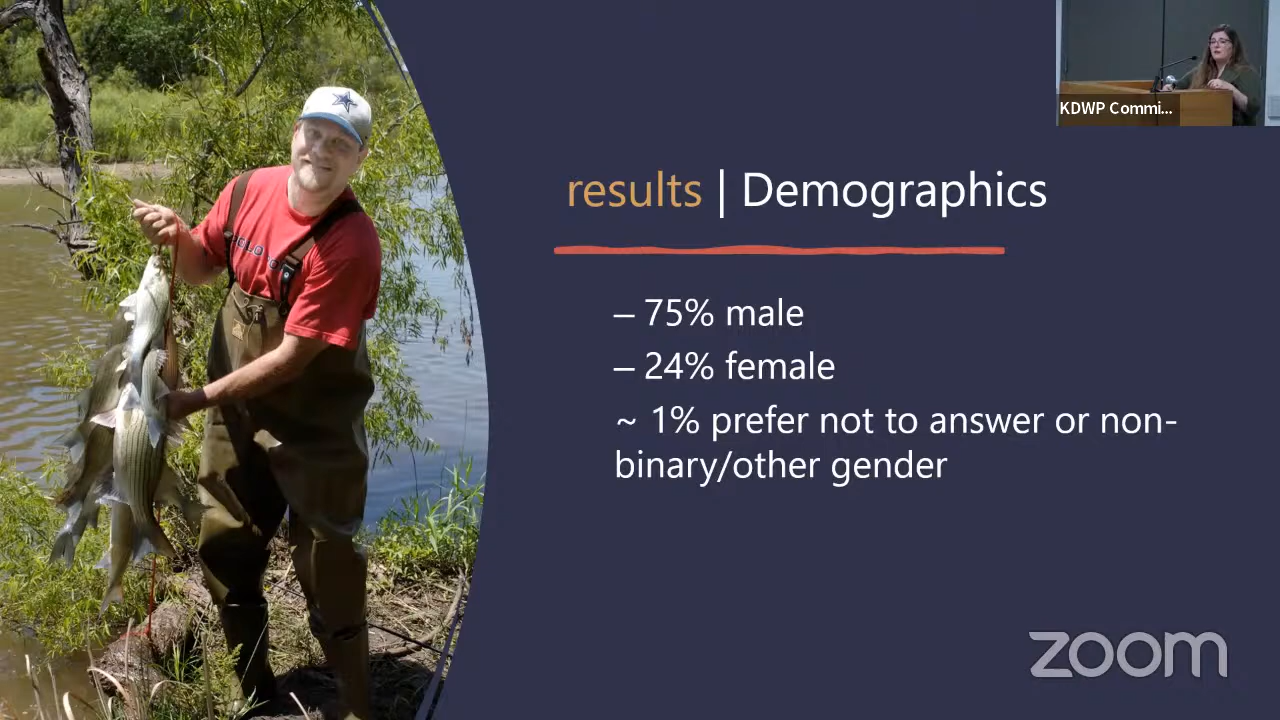 KDWP Commi...
results | Demographics
– 75% male
– 24% female
~ 1% prefer not to answer or non-
binary/other gender
zoom